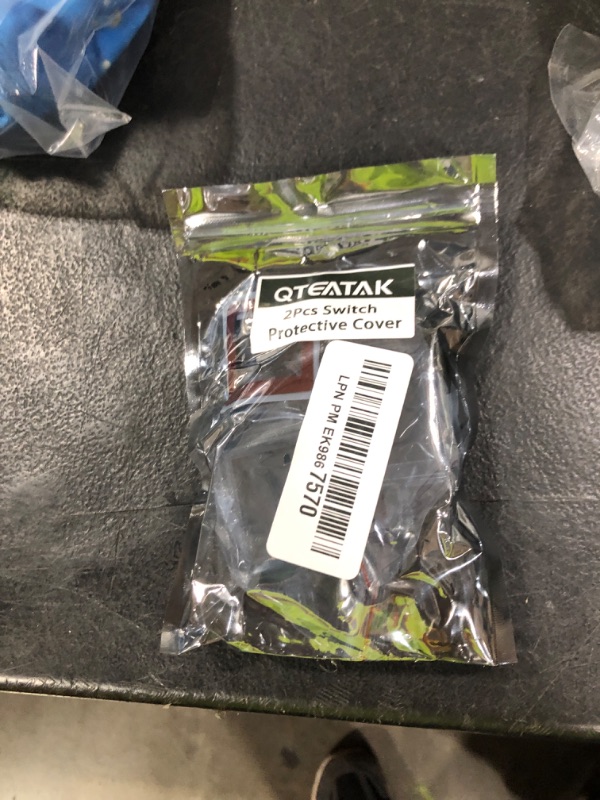 QTEATAK
2Pcs Switch
Protective Cover
LPN PM EK986 7570